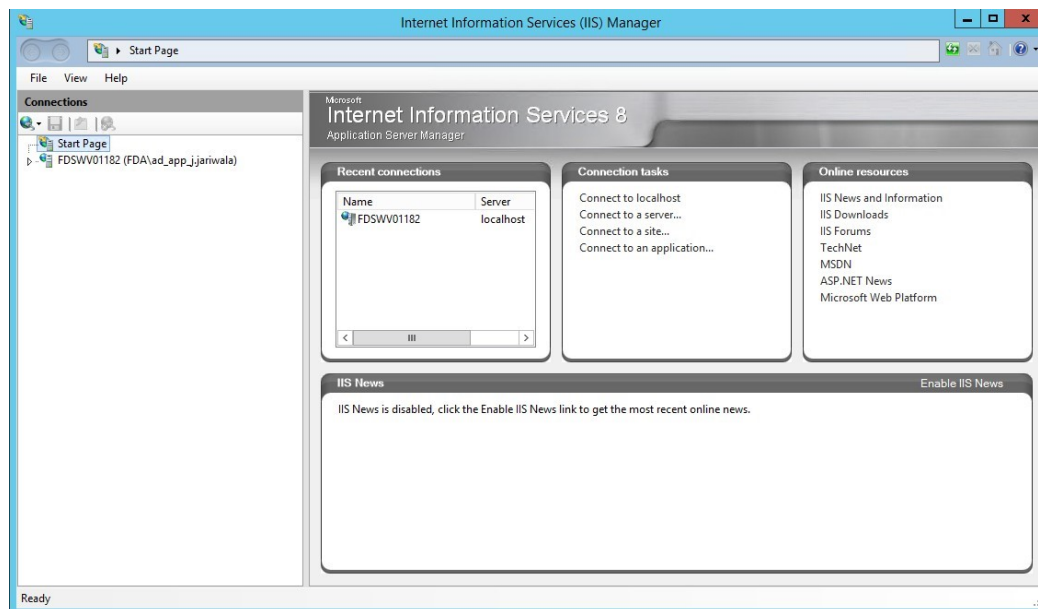 Internet Information Services (IIS) Manager
Start Page
File View Help
Connections
Start Page
FDSWV01182 (FDA\ad_app_j.jariwala)
Microsoft
Internet Information Services 8
Application Server Manager
Recent connections
Name Server
FDSWV01182 localhost
Connection tasks
Connect to localhost
Connect to a server...
Connect to a site...
Connect to an application...
Online resources
IIS News and Information
IIS Downloads
IIS Forums
TechNet
MSDN
ASP.NET News
Microsoft Web Platform
IIS News Enable IIS News
IIS News is disabled, click the Enable IIS News link to get the most recent online news.
Ready